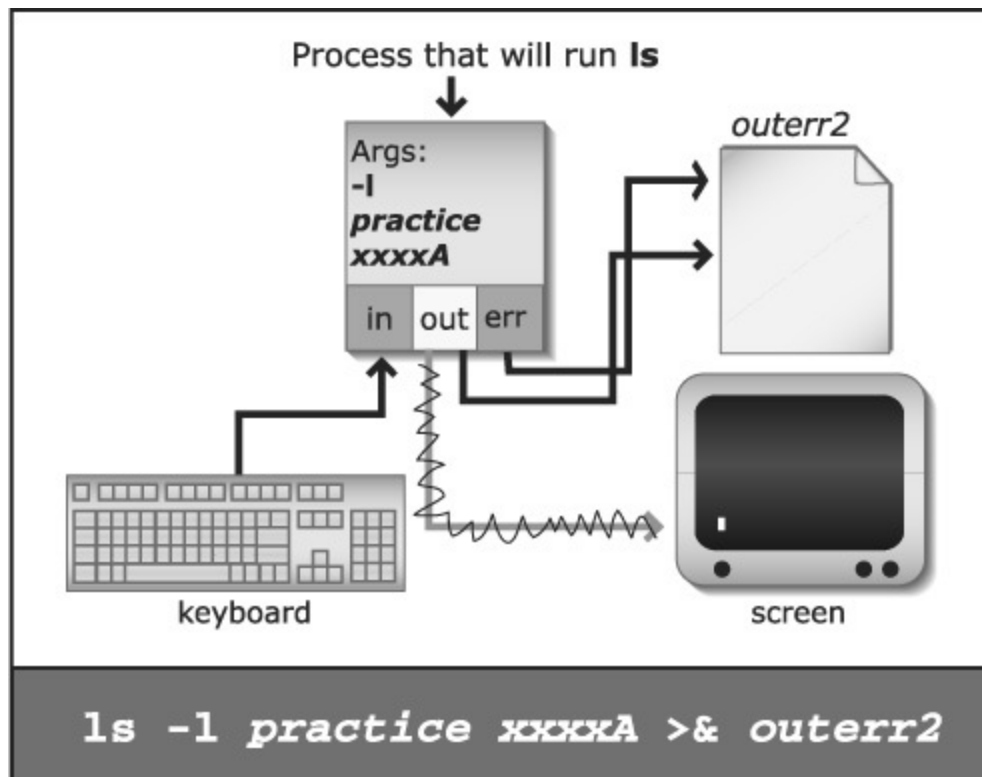 Process that will run ls
outerr2
Args:
-l
practice
xxxxA
in out err
keyboard
screen
ls -l practice xxxxA >& outerr2